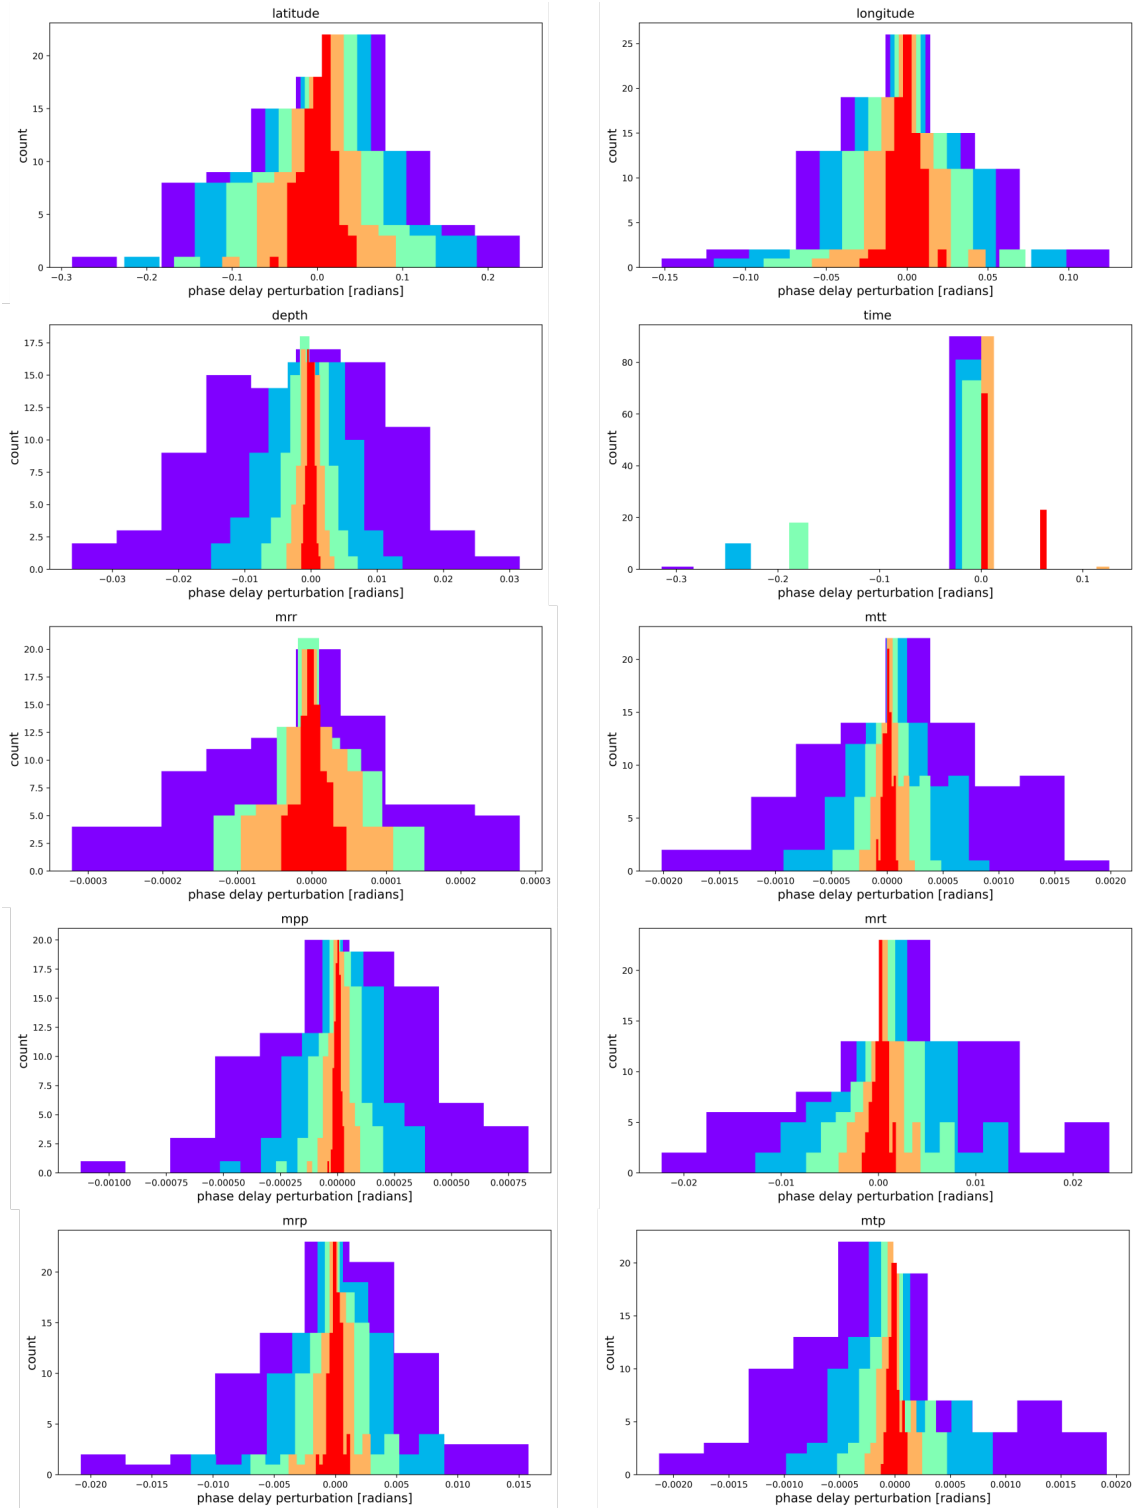 latitude
count
20
15
10
5
0
−0.3 −0.2 −0.1 0.0 0.1 0.2
phase delay perturbation [radians]
longitude
count
25
20
15
10
5
0
−0.15 −0.10 −0.05 0.00 0.05 0.10
phase delay perturbation [radians]
depth
count
17.5
15.0
12.5
10.0
7.5
5.0
2.5
0.0
−0.03 −0.02 −0.01 0.00 0.01 0.02 0.03
phase delay perturbation [radians]
time
count
80
60
40
20
0
−0.3 −0.2 −0.1 0.0 0.1
phase delay perturbation [radians]
mrr
count
20.0
17.5
15.0
12.5
10.0
7.5
5.0
2.5
0.0
−0.0003 −0.0002 −0.0001 0.0000 0.0001 0.0002 0.0003
phase delay perturbation [radians]
mtt
count
20
15
10
5
0
−0.0020 −0.0015 −0.0010 −0.0005 0.0000 0.0005 0.0010 0.0015 0.0020
phase delay perturbation [radians]
mpp
count
20.0
17.5
15.0
12.5
10.0
7.5
5.0
2.5
0.0
−0.00100 −0.00075 −0.00050 −0.00025 0.00000 0.00025 0.00050 0.00075
phase delay perturbation [radians]
mrt
count
20
15
10
5
0
−0.02 −0.01 0.00 0.01 0.02
phase delay perturbation [radians]
mrp
count
20
15
10
5
0
−0.020 −0.015 −0.010 −0.005 0.000 0.005 0.010 0.015
phase delay perturbation [radians]
mtp
count
20
15
10
5
0
−0.0020 −0.0015 −0.0010 −0.0005 0.0000 0.0005 0.0010 0.0015 0.0020
phase delay perturbation [radians]